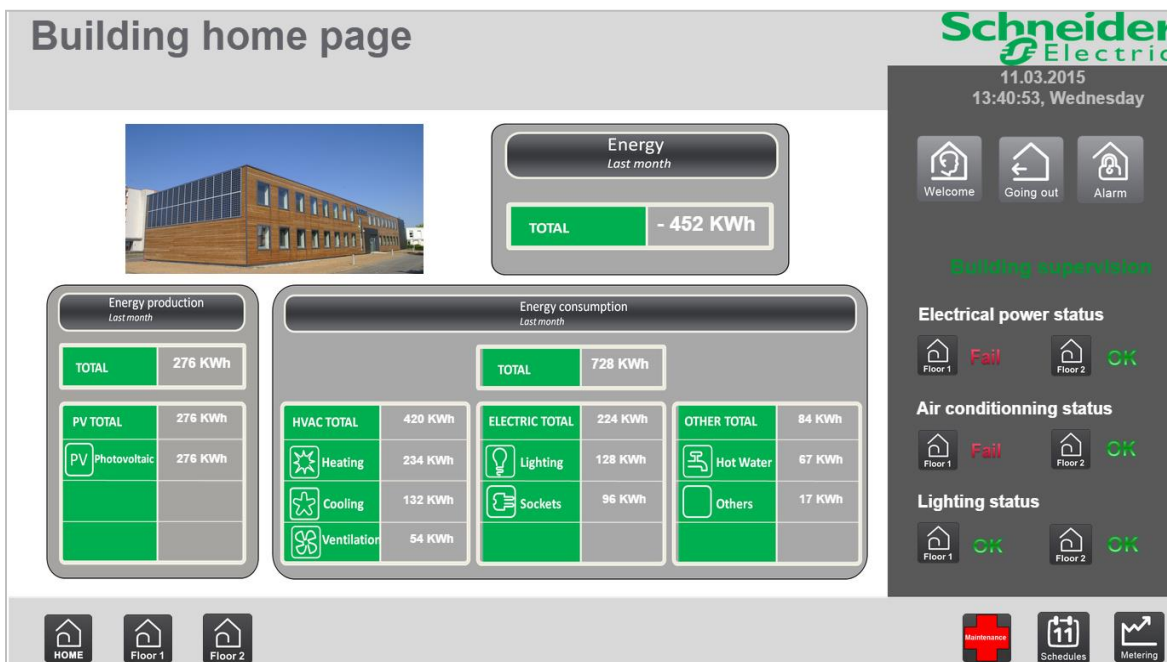 Building home page
Schneider
Electric
11.03.2015
13:40:53, Wednesday
Energy
Last month
TOTAL - 452 KWh
Welcome Going out Alarm
Building supervision
Energy production
Last month
TOTAL 276 KWh
PV TOTAL 276 KWh
PV Photovoltaic 276 KWh
Energy consumption
Last month
TOTAL 728 KWh
HVAC TOTAL 420 KWh
Heating 234 KWh
Cooling 132 KWh
Ventilation 54 KWh
ELECTRIC TOTAL 224 KWh
Lighting 128 KWh
Sockets 96 KWh
OTHER TOTAL 84 KWh
Hot Water 67 KWh
Others 17 KWh
Electrical power status
Floor 1 Fail Floor 2 OK
Air conditionning status
Floor 1 Fail Floor 2 OK
Lighting status
Floor 1 OK Floor 2 OK
HOME Floor 1 Floor 2
Maintenance 11 Schedules Metering